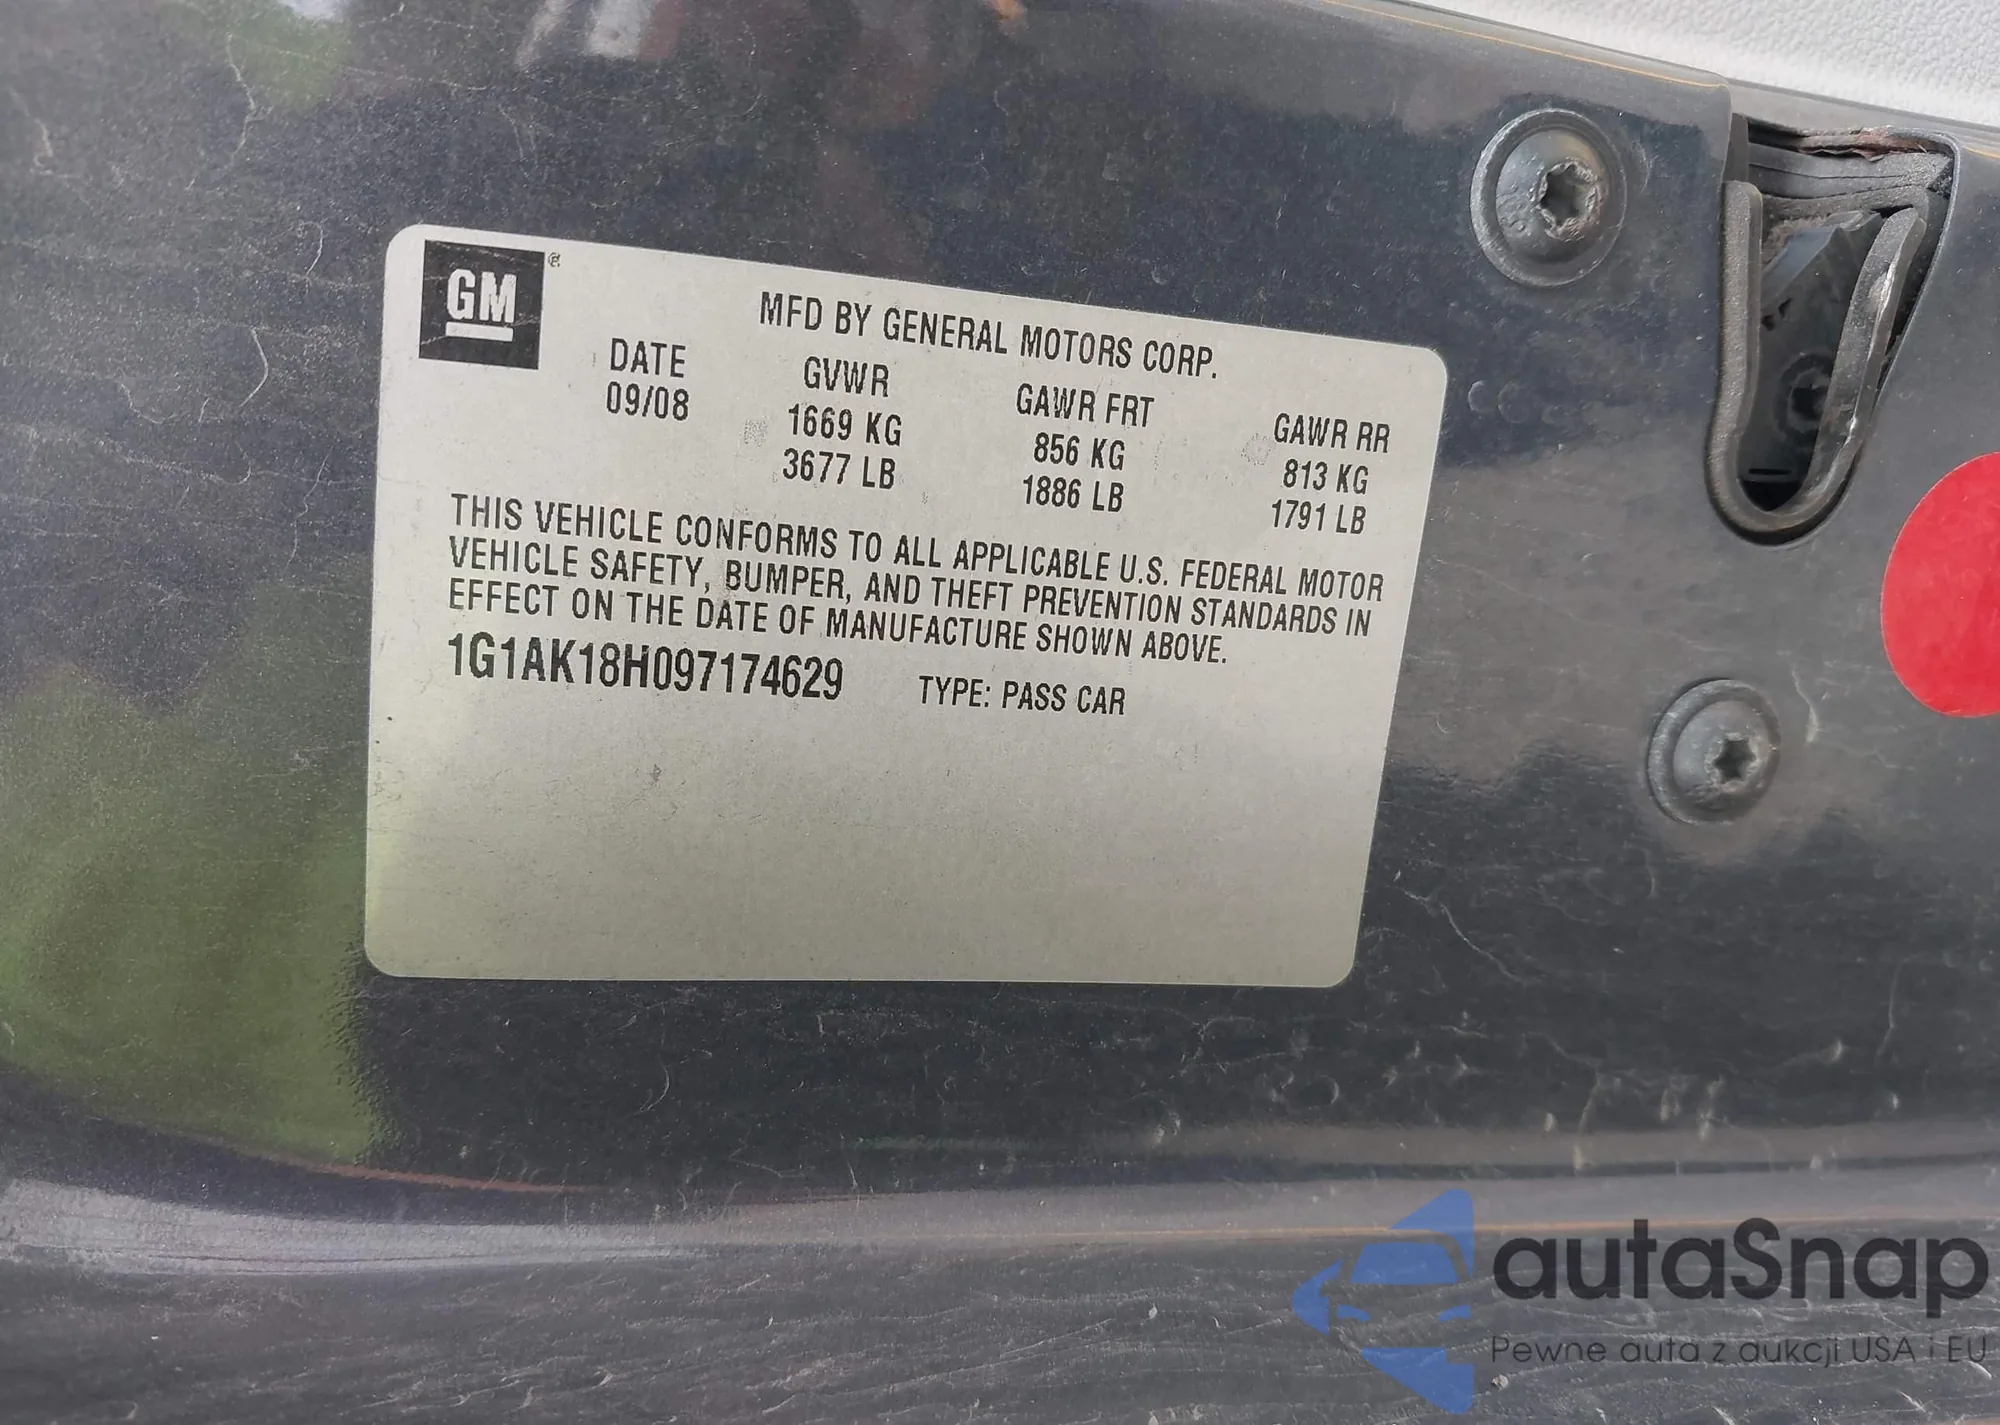 GM®
MFD BY GENERAL MOTORS CORP.
DATE GVWR GAWR FRT GAWR RR
09/08 1669 KG 856 KG 813 KG
3677 LB 1886 LB 1791 LB
THIS VEHICLE CONFORMS TO ALL APPLICABLE U.S. FEDERAL MOTOR
VEHICLE SAFETY, BUMPER, AND THEFT PREVENTION STANDARDS IN
EFFECT ON THE DATE OF MANUFACTURE SHOWN ABOVE.
1G1AK18H097174629 TYPE: PASS CAR
autaSnap
Pewne auta z aukcji USA i EU